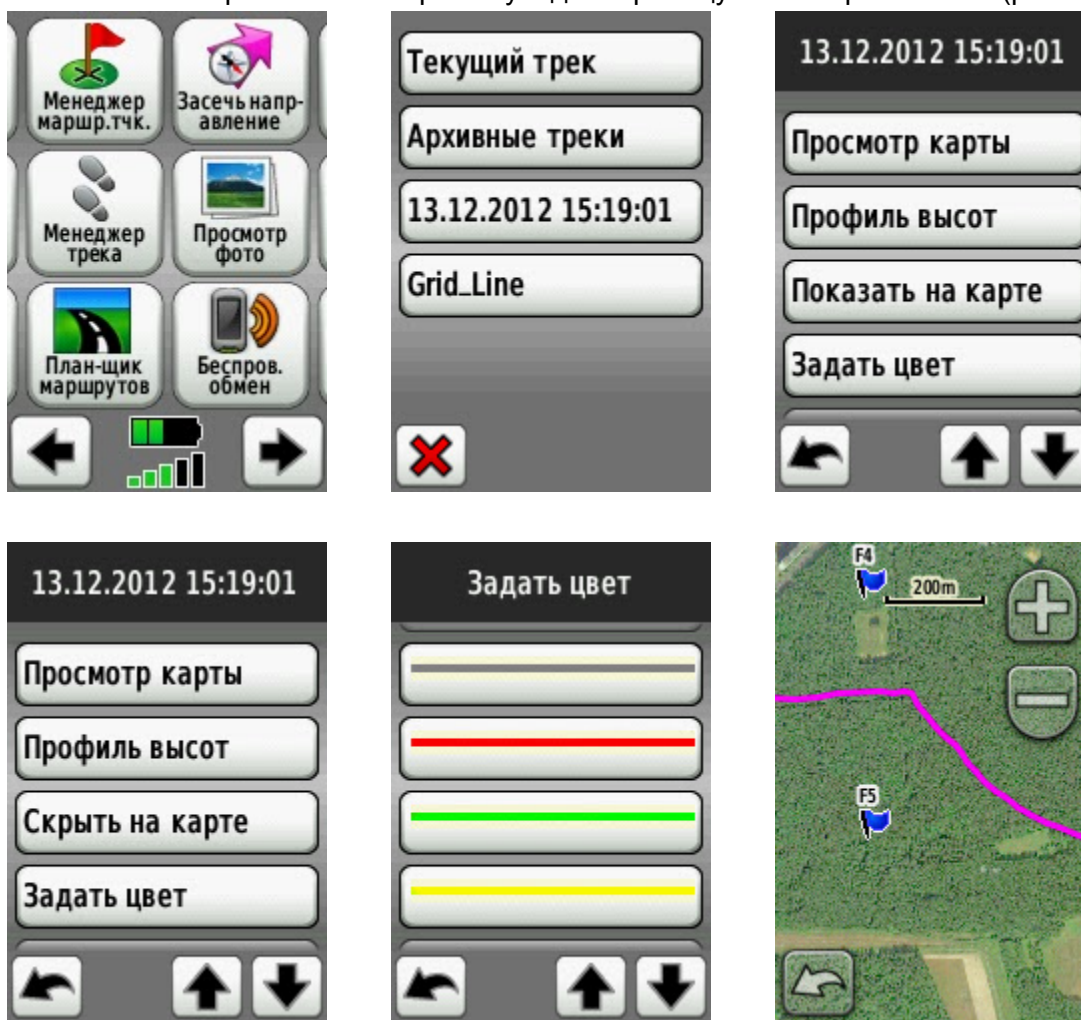 Менеджер
маршр.тчк.
Засечь напр-
авление
Менеджер
трека
Просмотр
фото
План-щик
маршрутов
Беспров.
обмен
Текущий трек
Архивные треки
13.12.2012 15:19:01
Grid_Line
13.12.2012 15:19:01
Просмотр карты
Профиль высот
Показать на карте
Задать цвет
13.12.2012 15:19:01
Просмотр карты
Профиль высот
Скрыть на карте
Задать цвет
Задать цвет
F4
200m
F5